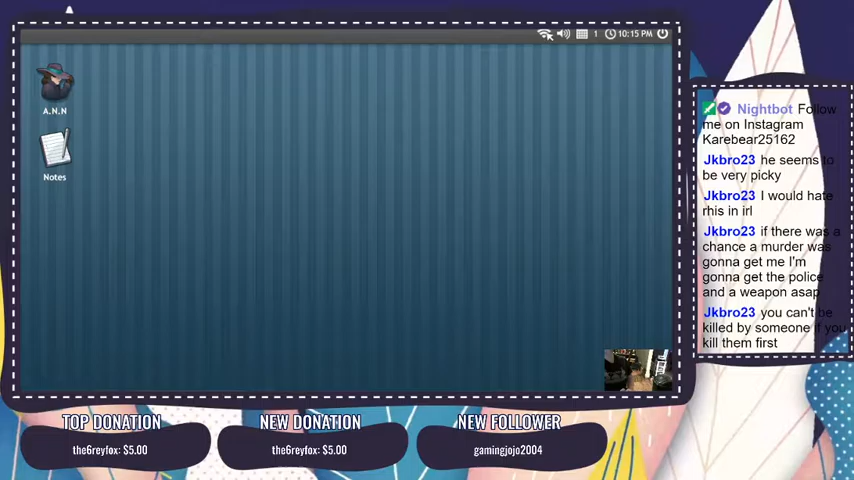 1 10:15 PM
A.N.N
Notes
Nightbot Follow
me on Instagram
Karebear25162
Jkbro23 he seems to
be very picky
Jkbro23 I would hate
rhis in irl
Jkbro23 if there was a
chance a murder was
gonna get me I'm
gonna get the police
and a weapon asap
Jkbro23 you can't be
killed by someone if you
kill them first
TOP DONATION
the6reyfox: $5.00
NEW DONATION
the6reyfox: $5.00
NEW FOLLOWER
gamingjojo2004